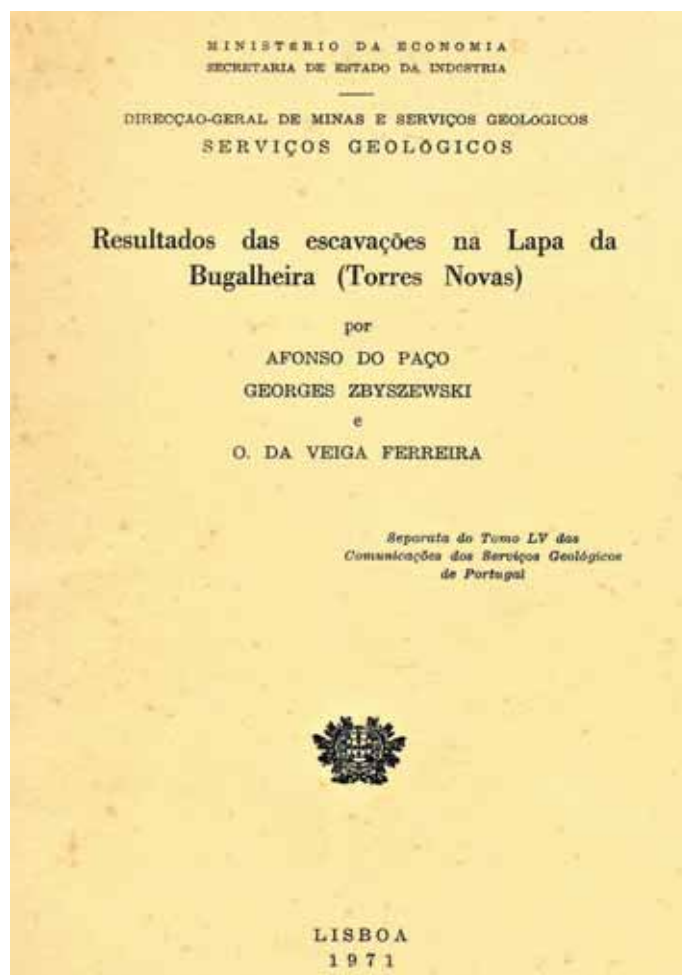 MINISTÉRIO DA ECONOMIA
SECRETARIA DE ESTADO DA INDÚSTRIA
DIRECÇÃO-GERAL DE MINAS E SERVIÇOS GEOLÓGICOS
SERVIÇOS GEOLÓGICOS
Resultados das escavações na Lapa da
Bugalheira (Torres Novas)
por
AFONSO DO PAÇO
GEORGES ZBYSZEWSKI
e
O. DA VEIGA FERREIRA
Separata do Tomo LV das
Comunicações dos Serviços Geológicos
de Portugal
LISBOA
1971